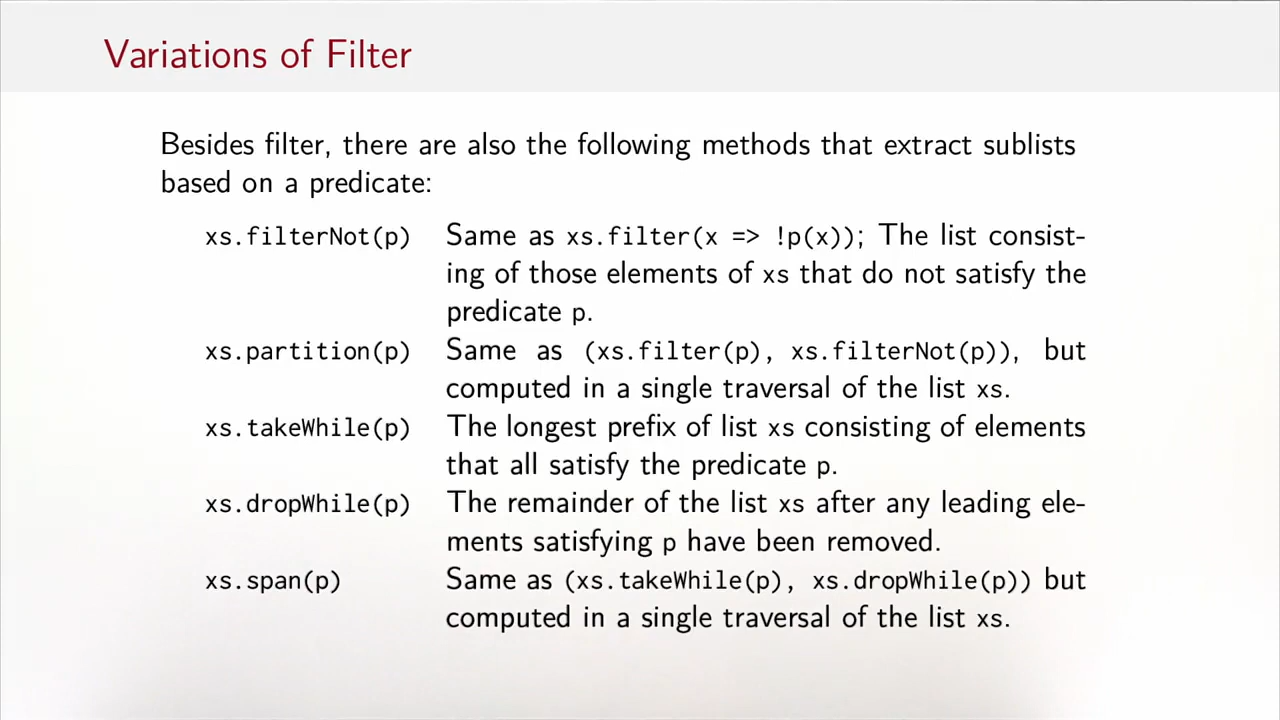 Variations of Filter
Besides filter, there are also the following methods that extract sublists
based on a predicate:
xs.filterNot(p) Same as xs.filter(x => !p(x)); The list consist-
ing of those elements of xs that do not satisfy the
predicate p.
xs.partition(p) Same as (xs.filter(p), xs.filterNot(p)), but
computed in a single traversal of the list xs.
xs.takeWhile(p) The longest prefix of list xs consisting of elements
that all satisfy the predicate p.
xs.dropWhile(p) The remainder of the list xs after any leading ele-
ments satisfying p have been removed.
xs.span(p) Same as (xs.takeWhile(p), xs.dropWhile(p)) but
computed in a single traversal of the list xs.